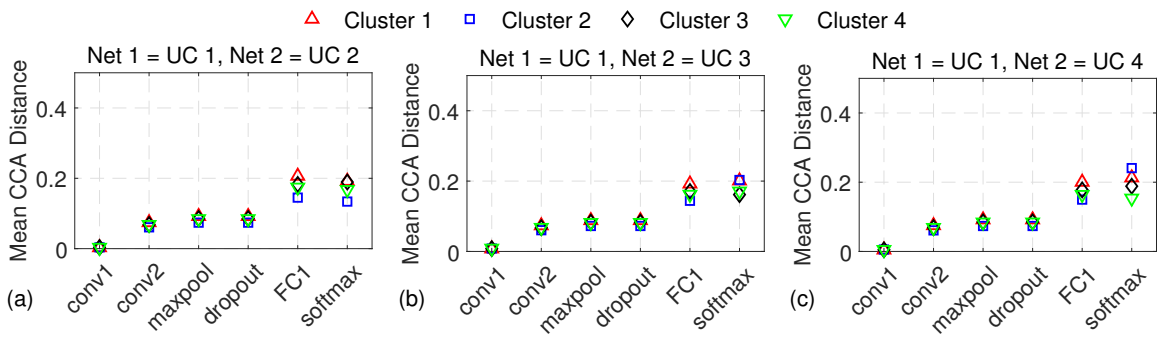 Cluster 1 Cluster 2 Cluster 3 Cluster 4
Net 1 = UC 1, Net 2 = UC 2
Mean CCA Distance
0.4
0.2
0
conv1
conv2
maxpool
dropout
FC1
softmax
(a)
Net 1 = UC 1, Net 2 = UC 3
Mean CCA Distance
0.4
0.2
0
conv1
conv2
maxpool
dropout
FC1
softmax
(b)
Net 1 = UC 1, Net 2 = UC 4
Mean CCA Distance
0.4
0.2
0
conv1
conv2
maxpool
dropout
FC1
softmax
(c)